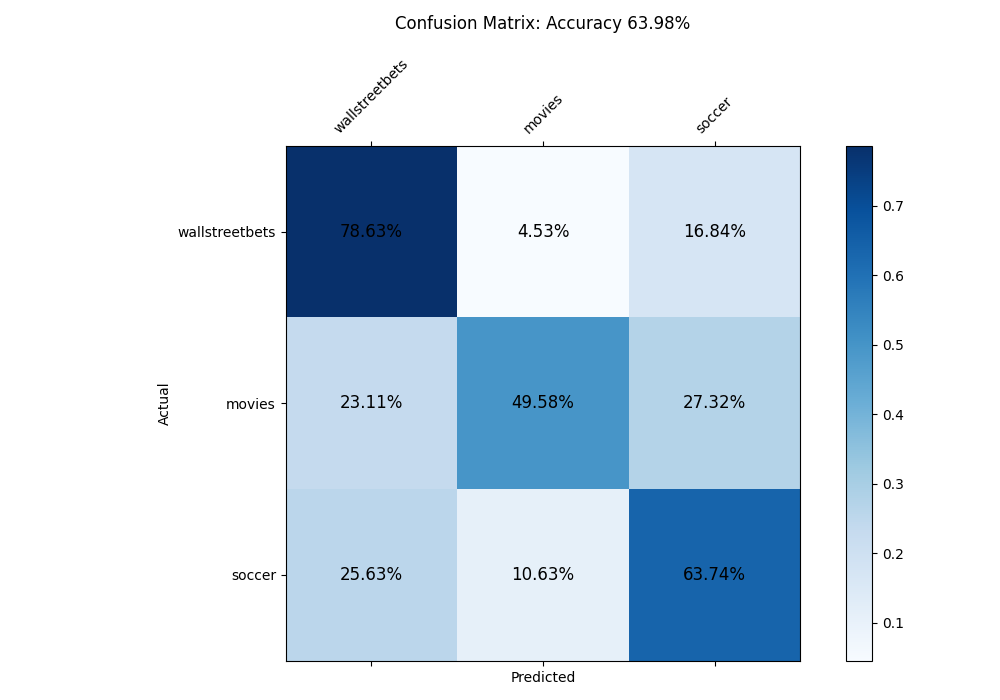 Confusion Matrix: Accuracy 63.98%
wallstreetbets movies soccer
wallstreetbets 78.63% 4.53% 16.84%
movies 23.11% 49.58% 27.32%
soccer 25.63% 10.63% 63.74%
Actual
Predicted
0.7
0.6
0.5
0.4
0.3
0.2
0.1